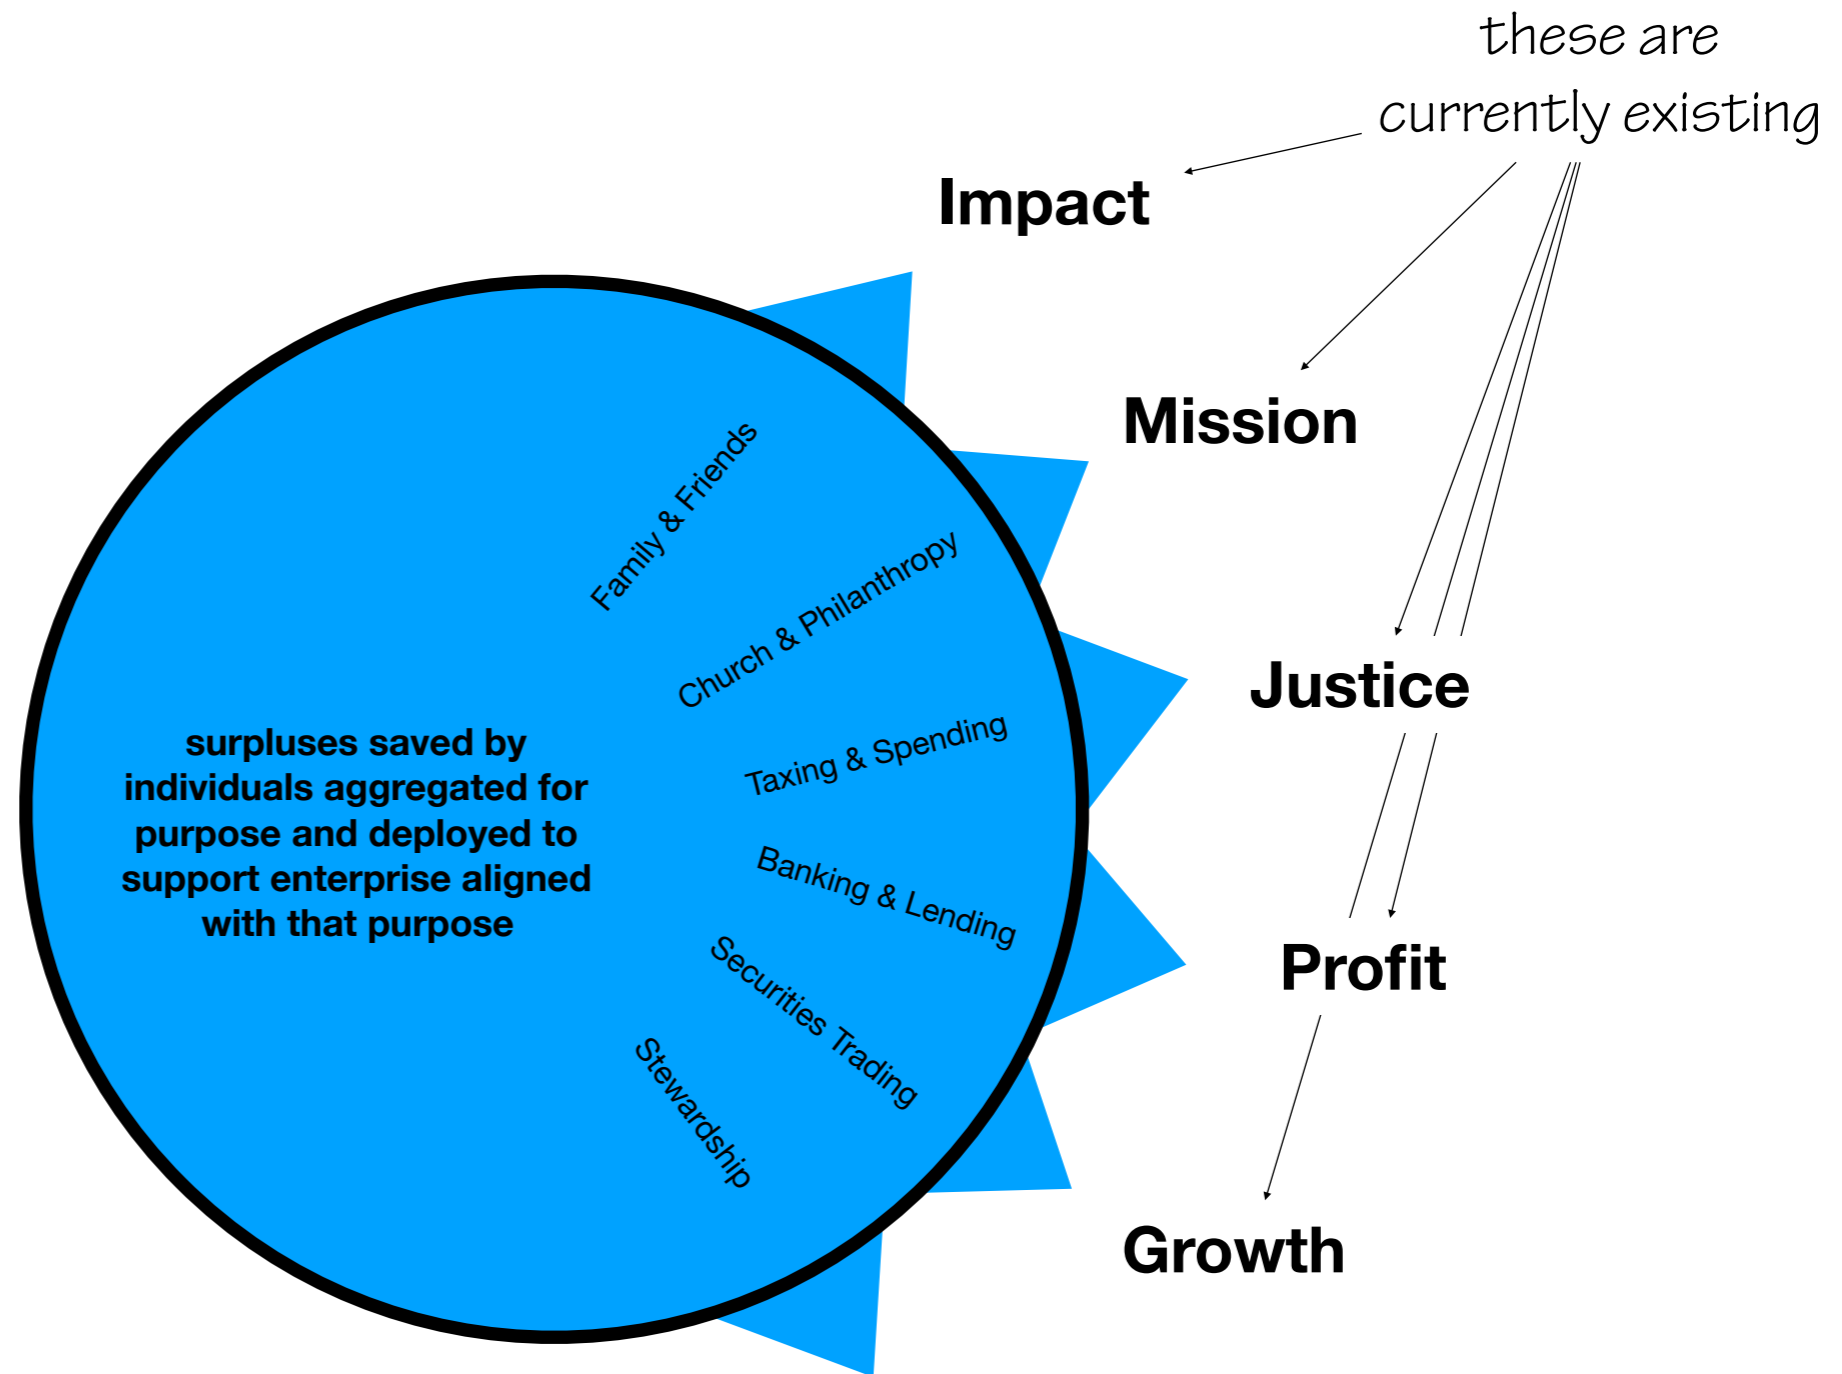 these are
currently existing
Impact
Mission
Justice
Profit
Growth
Family & Friends
Church & Philanthropy
Taxing & Spending
Banking & Lending
Securities Trading
Stewardship
surpluses saved by
individuals aggregated for
purpose and deployed to
support enterprise aligned
with that purpose